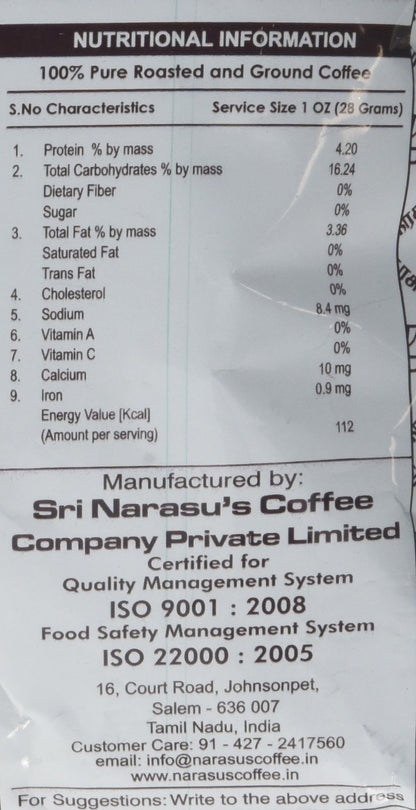 NUTRITIONAL INFORMATION
100% Pure Roasted and Ground Coffee
S.No Characteristics Service Size 1 OZ (28 Grams)
1. Protein % by mass 4.20
2. Total Carbohydrates % by mass 16.24
Dietary Fiber 0%
Sugar 0%
3. Total Fat % by mass 3.36
Saturated Fat 0%
Trans Fat 0%
4. Cholesterol 0%
5. Sodium 8.4 mg
6. Vitamin A 0%
7. Vitamin C 0%
8. Calcium 10 mg
9. Iron 0.9 mg
Energy Value [Kcal]
(Amount per serving) 112
Manufactured by:
Sri Narasu's Coffee
Company Private Limited
Certified for
Quality Management System
ISO 9001 : 2008
Food Safety Management System
ISO 22000 : 2005
16, Court Road, Johnsonpet,
Salem - 636 007
Tamil Nadu, India
Customer Care: 91 - 427 - 2417560
email: info@narasuscoffee.in
www.narasuscoffee.in
For Suggestions: Write to the above address